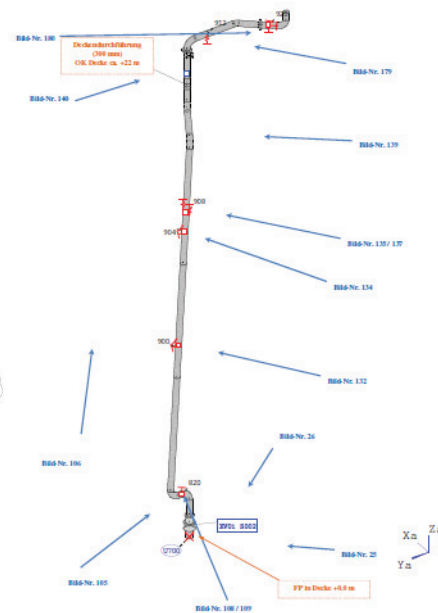 Bild-Nr. 180
912
Deckendurchführung
(300 mm)
OK Decke ca. +22 m
Bild-Nr. 179
Bild-Nr. 140
Bild-Nr. 139
908
904
Bild-Nr. 135 / 137
Bild-Nr. 134
900
Bild-Nr. 132
Bild-Nr. 26
Bild-Nr. 106
820
Xa
Za
Ya
Bild-Nr. 25
Bild-Nr. 105
FP in Decke +0,0 m
Bild-Nr. 108 / 109